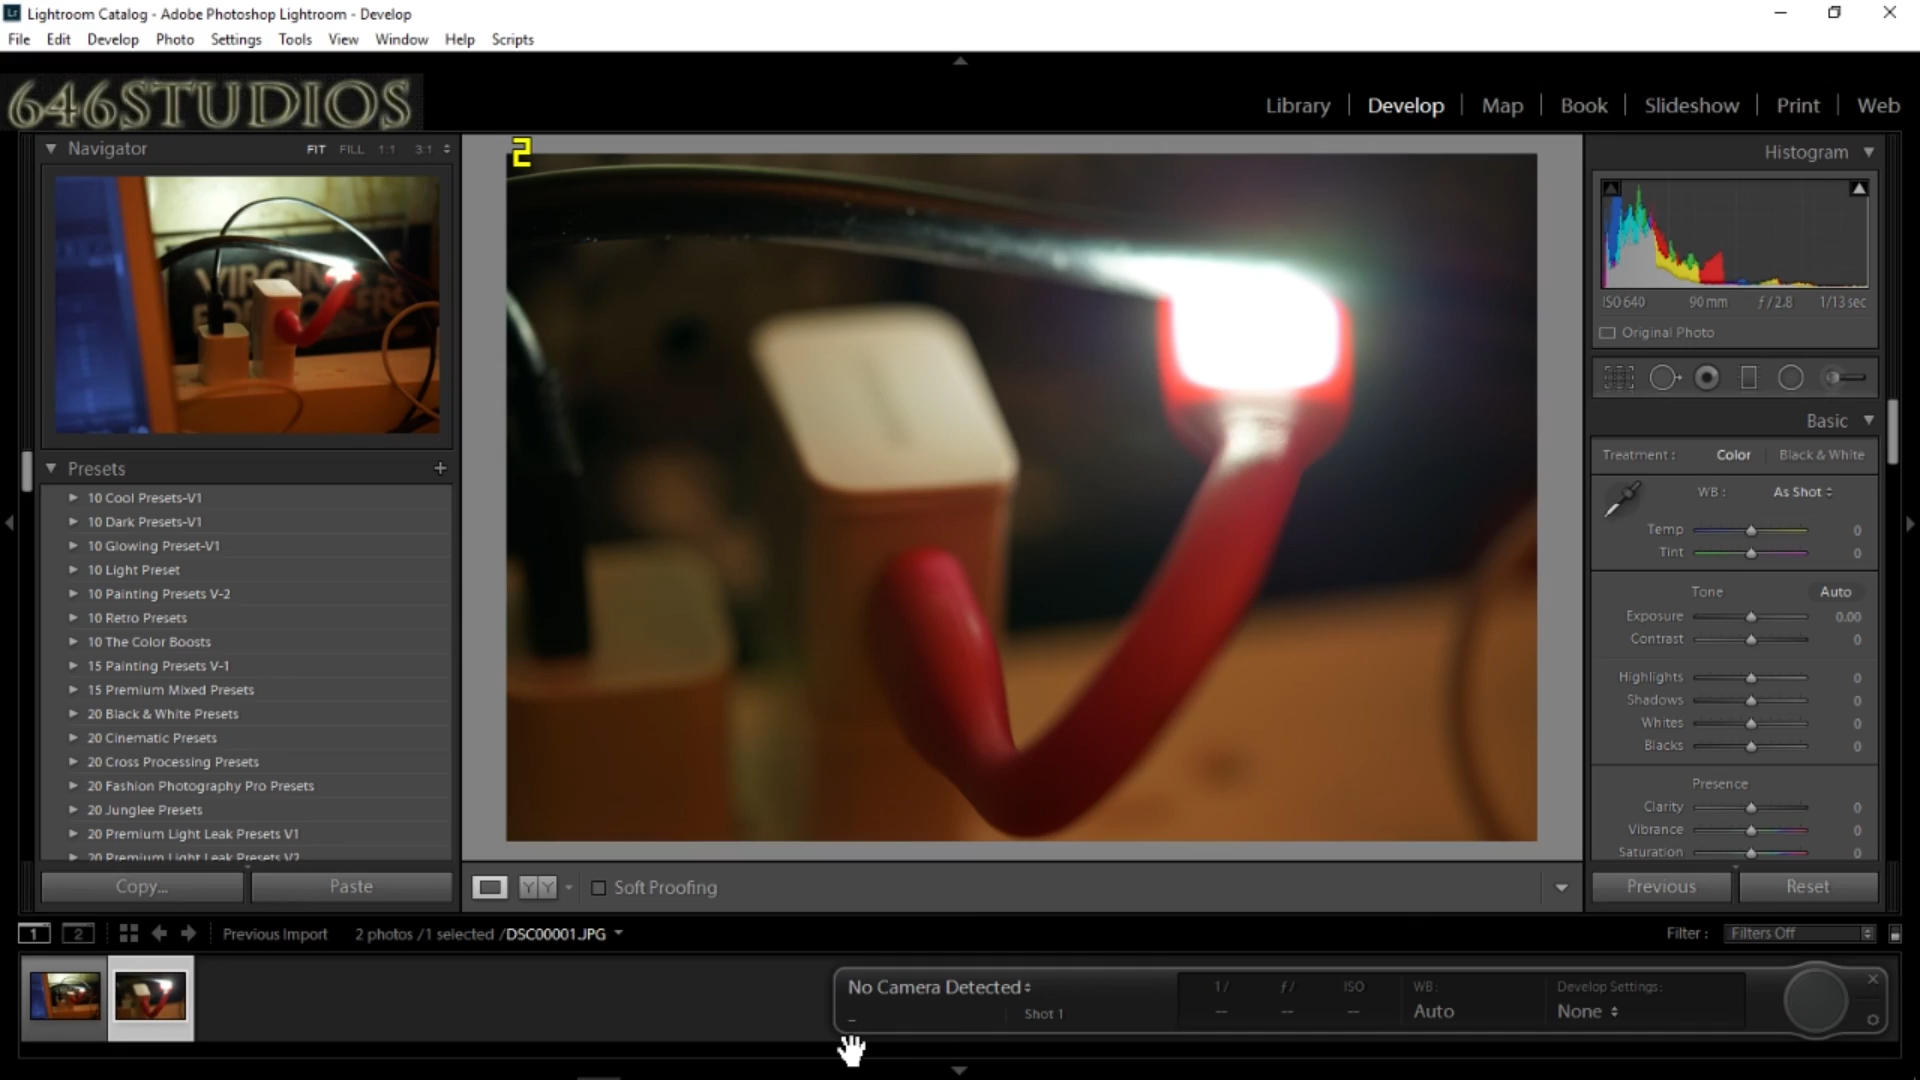 Lightroom Catalog - Adobe Photoshop Lightroom - Develop
File Edit Develop Photo Settings Tools View Window Help Scripts
646STUDIOS
Library Develop Map Book Slideshow Print Web
Navigator FIT FILL 1:1 3:1
2
Histogram
ISO 640 90 mm ƒ / 2.8 1/13 sec
Original Photo
Basic
Treatment : Color Black & White
WB : As Shot
Temp 0
Tint 0
Tone Auto
Exposure 0.00
Contrast 0
Highlights 0
Shadows 0
Whites 0
Blacks 0
Presence
Clarity 0
Vibrance 0
Saturation 0
Presets
10 Cool Presets-V1
10 Dark Presets-V1
10 Glowing Preset-V1
10 Light Preset
10 Painting Presets V-2
10 Retro Presets
10 The Color Boosts
15 Painting Presets V-1
15 Premium Mixed Presets
20 Black & White Presets
20 Cinematic Presets
20 Cross Processing Presets
20 Fashion Photography Pro Presets
20 Junglee Presets
20 Premium Light Leak Presets V1
20 Premium Light Leak Presets V2
Copy... Paste
Soft Proofing
Previous Reset
1 2 Previous Import 2 photos /1 selected /DSC00001.JPG
Filter : Filters Off
No Camera Detected
Shot 1
1/ ƒ/ ISO WB: Develop Settings:
-- -- -- Auto None